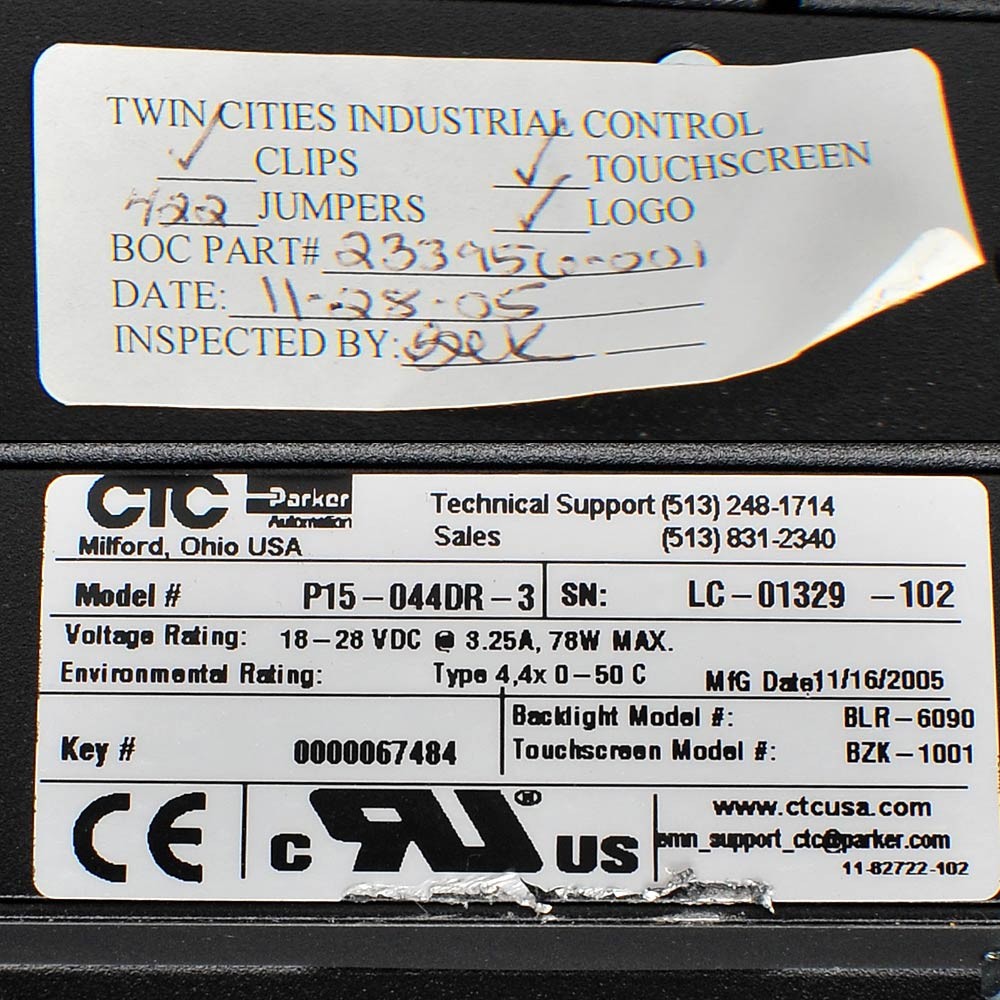 TWIN CITIES INDUSTRIAL CONTROL
✓ CLIPS ✓ TOUCHSCREEN
422 JUMPERS ✓ LOGO
BOC PART# 233956-001
DATE: 11-28-05
INSPECTED BY:
CTC Parker Automation
Milford, Ohio USA
Technical Support (513) 248-1714
Sales (513) 831-2340
Model # P15-044DR-3 SN: LC-01329 -102
Voltage Rating: 18-28 VDC @ 3.25A, 78W MAX.
Environmental Rating: Type 4,4x 0-50 C MfG Date 11/16/2005
Key # 0000067484
Backlight Model #: BLR-6090
Touchscreen Model #: BZK-1001
CE c RU ® US
www.ctcusa.com
pmn_support_ctc@parker.com
11-82722-102